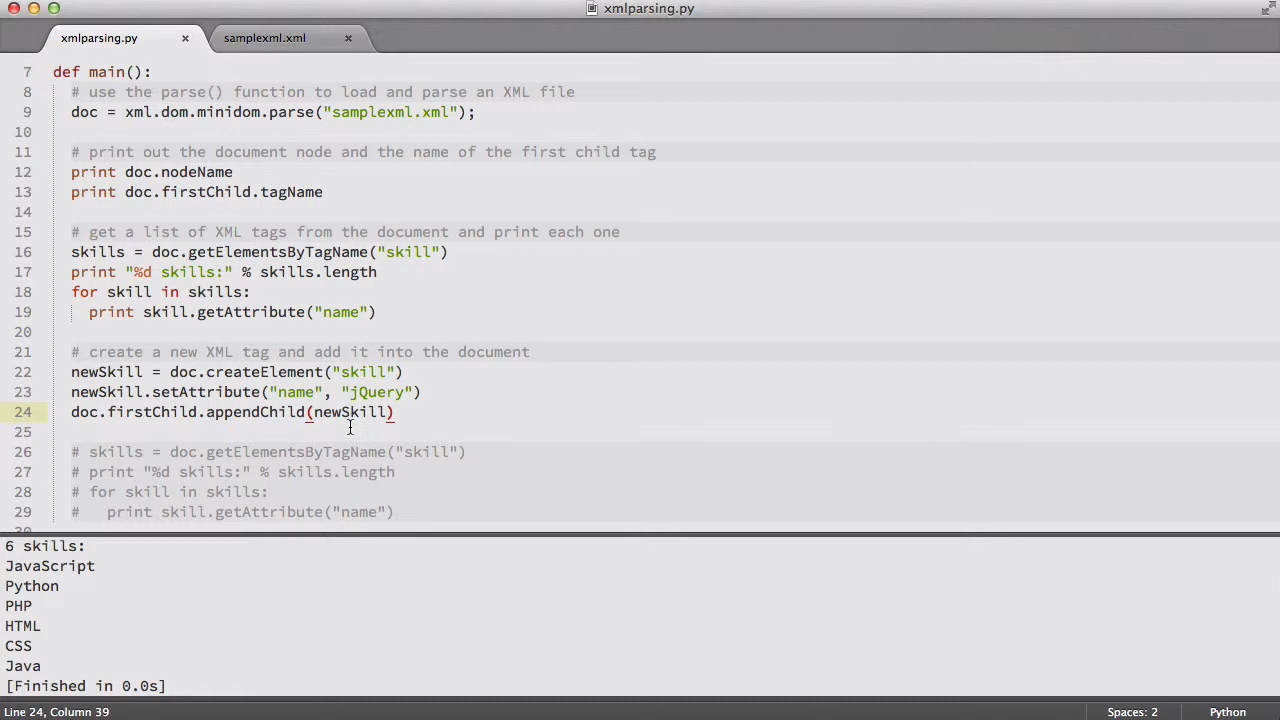 xmlparsing.py
xmlparsing.py × samplexml.xml ×
7 def main():
8 # use the parse() function to load and parse an XML file
9 doc = xml.dom.minidom.parse("samplexml.xml");
10
11 # print out the document node and the name of the first child tag
12 print doc.nodeName
13 print doc.firstChild.tagName
14
15 # get a list of XML tags from the document and print each one
16 skills = doc.getElementsByTagName("skill")
17 print "%d skills:" % skills.length
18 for skill in skills:
19 print skill.getAttribute("name")
20
21 # create a new XML tag and add it into the document
22 newSkill = doc.createElement("skill")
23 newSkill.setAttribute("name", "jQuery")
24 doc.firstChild.appendChild(newSkill)
25
26 # skills = doc.getElementsByTagName("skill")
27 # print "%d skills:" % skills.length
28 # for skill in skills:
29 #   print skill.getAttribute("name")
30
6 skills:
JavaScript
Python
PHP
HTML
CSS
Java
[Finished in 0.0s]
Line 24, Column 39 Spaces: 2 Python